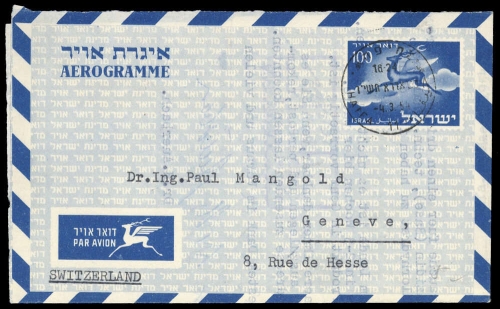 איגרת אויר
AEROGRAMME
דואר אויר
100
ישראל
ISRAEL
Dr.Ing.Paul Mangold
Geneve,
8, Rue de Hesse
דואר אויר
PAR AVION
SWITZERLAND